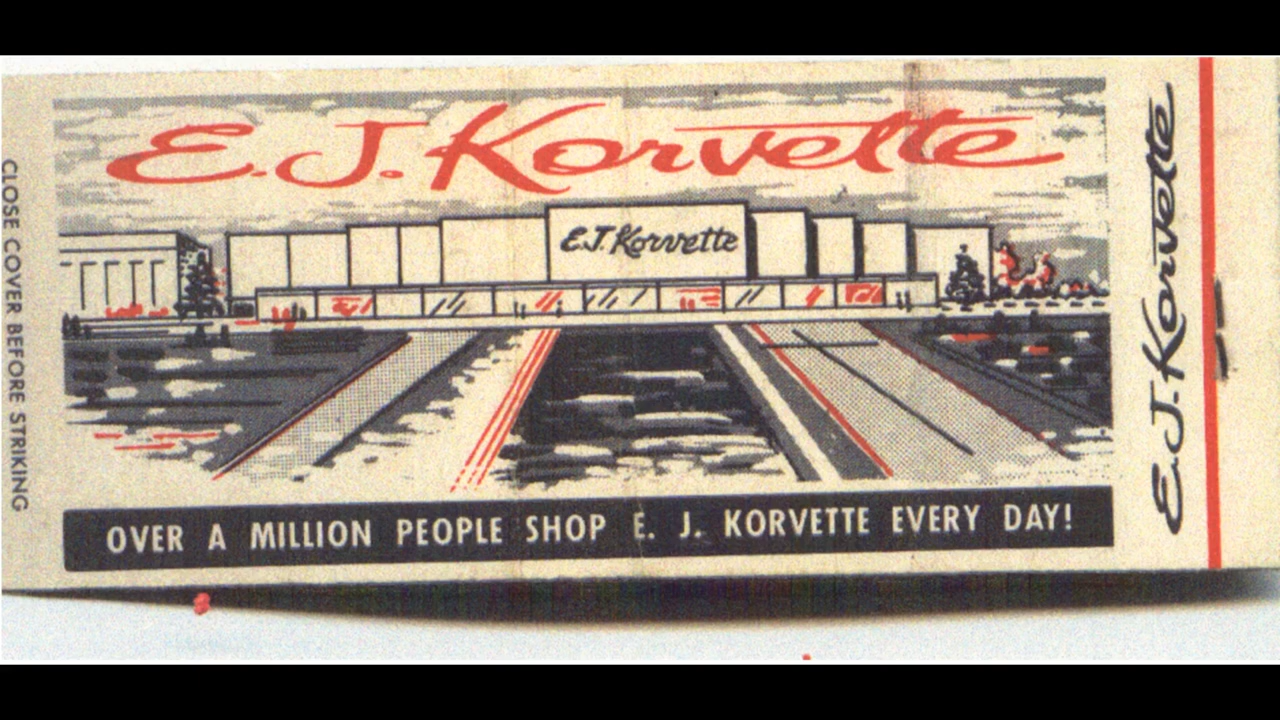 CLOSE COVER BEFORE STRIKING
E.J. Korvette
E.J. Korvette
OVER A MILLION PEOPLE SHOP E. J. KORVETTE EVERY DAY!
E.J. Korvette